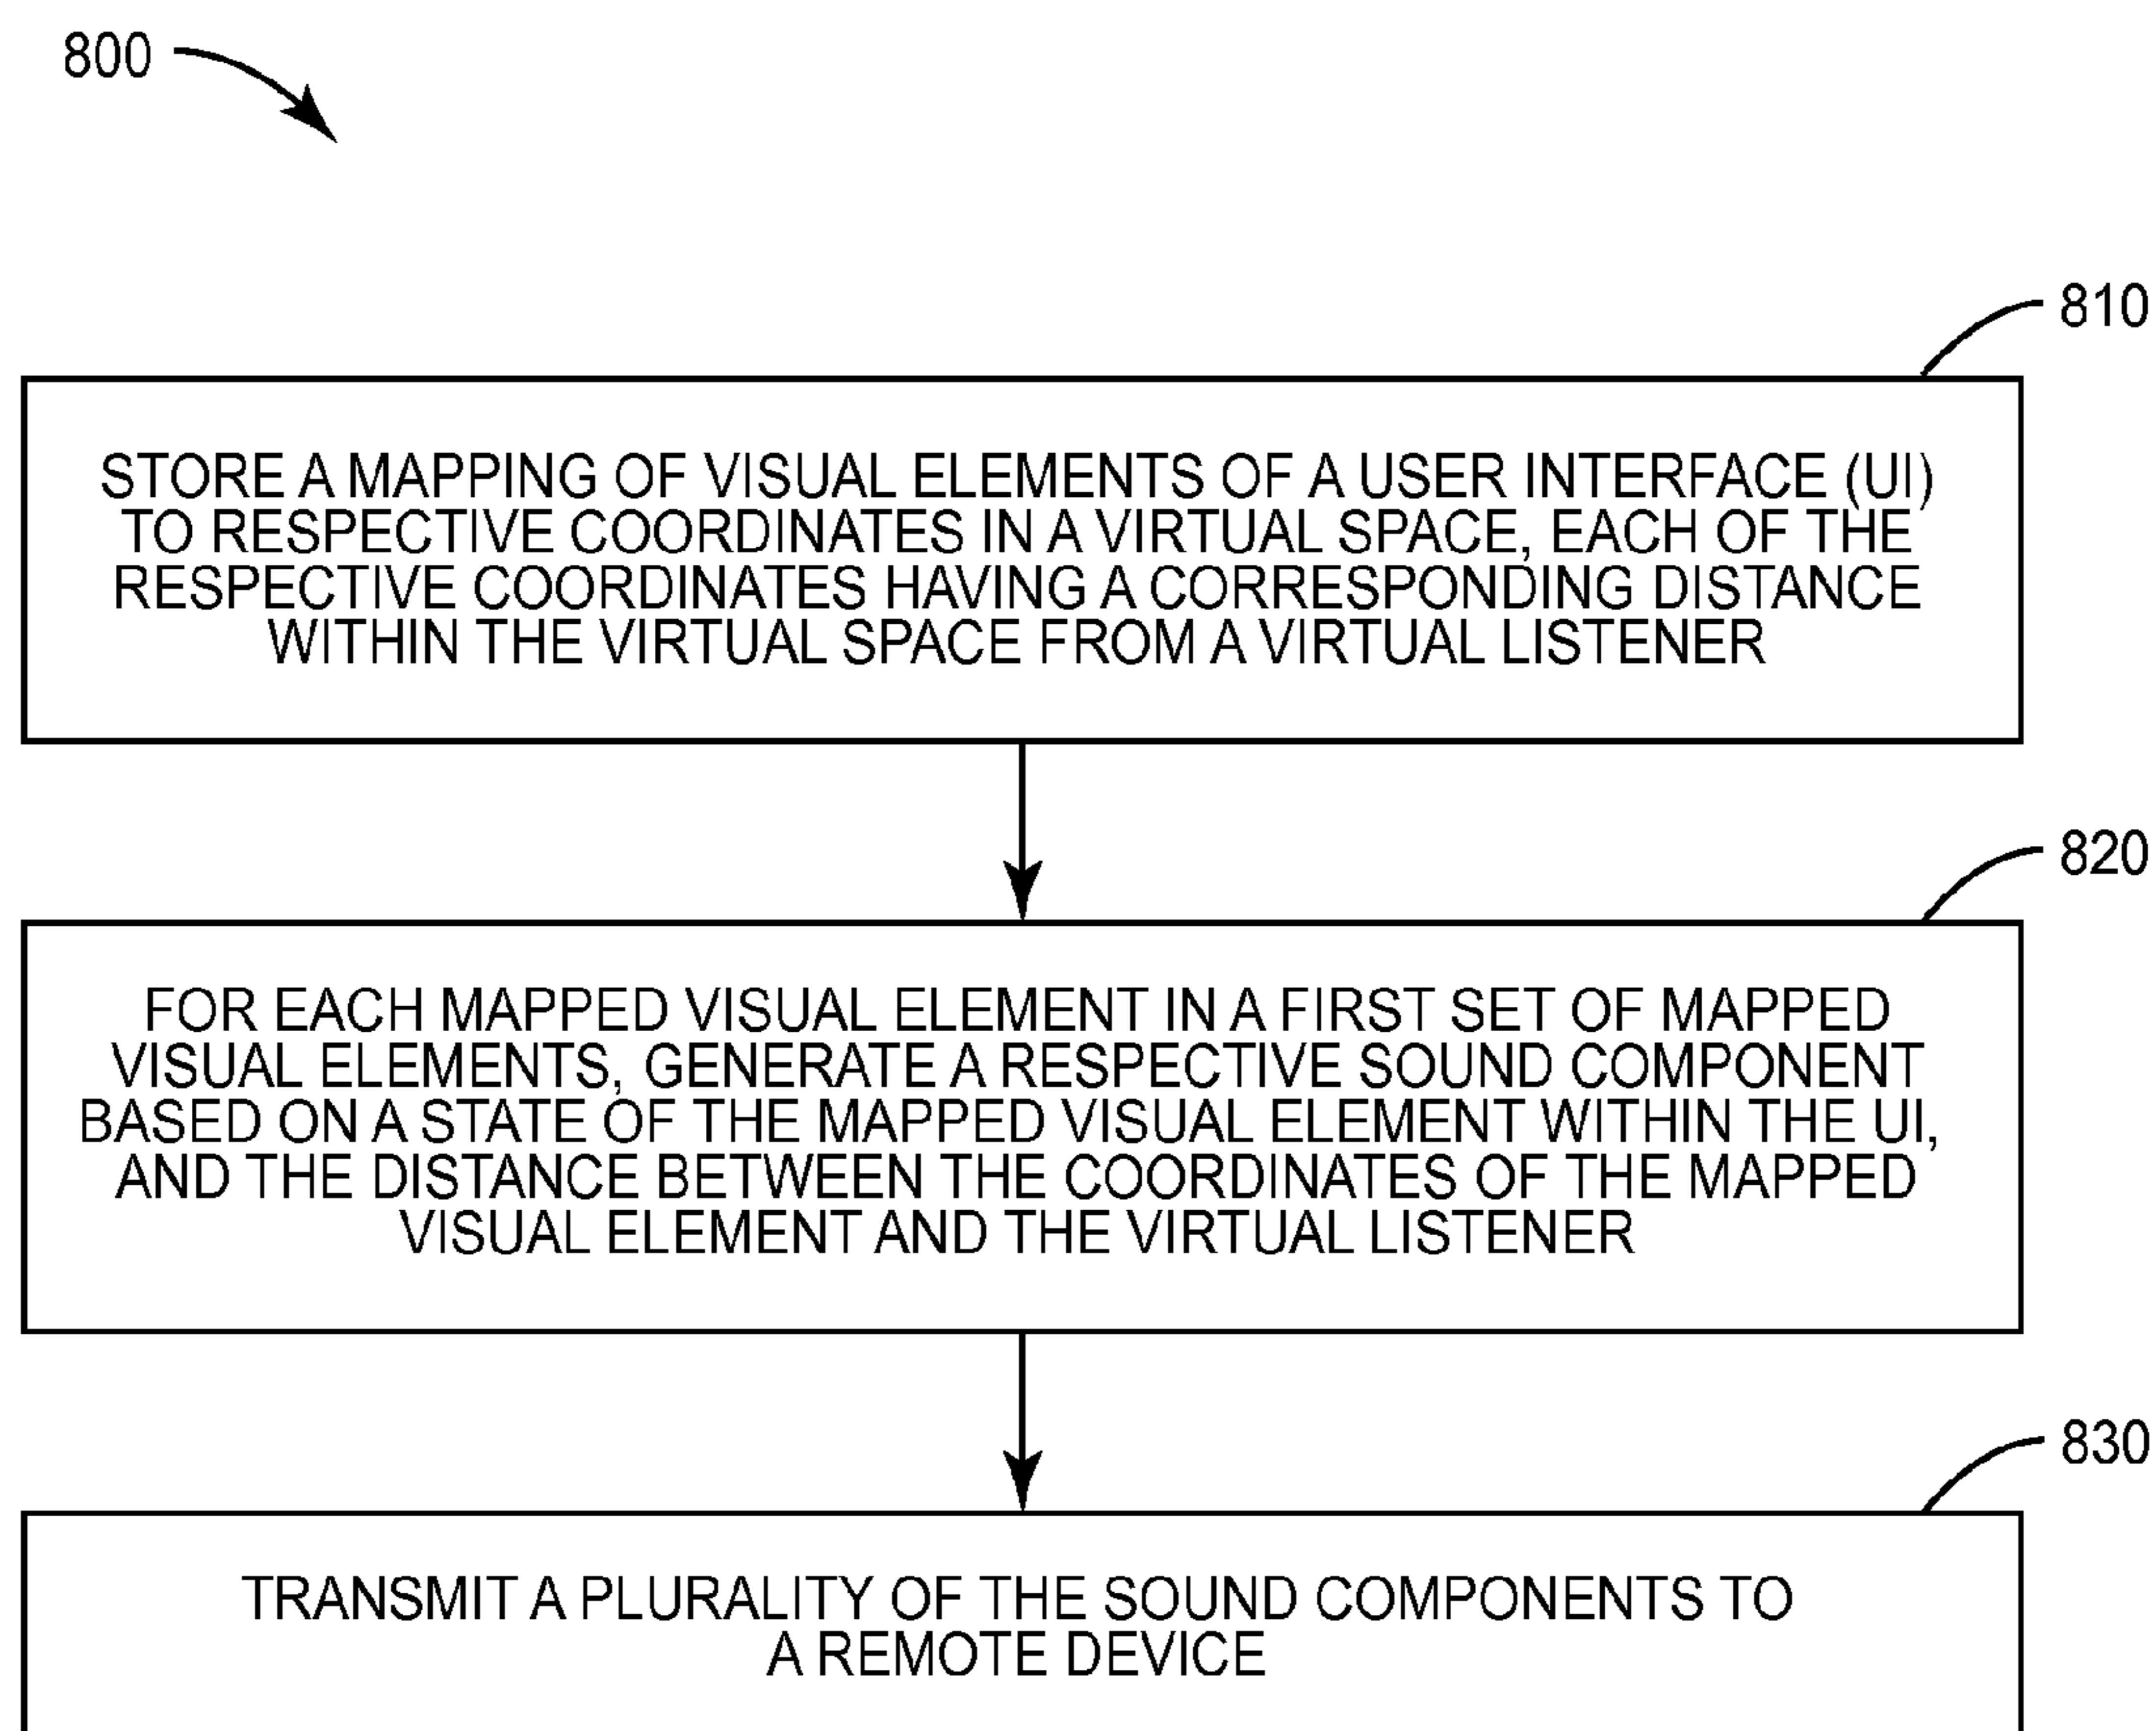 800
810
STORE A MAPPING OF VISUAL ELEMENTS OF A USER INTERFACE (UI)
TO RESPECTIVE COORDINATES IN A VIRTUAL SPACE, EACH OF THE
RESPECTIVE COORDINATES HAVING A CORRESPONDING DISTANCE
WITHIN THE VIRTUAL SPACE FROM A VIRTUAL LISTENER
820
FOR EACH MAPPED VISUAL ELEMENT IN A FIRST SET OF MAPPED
VISUAL ELEMENTS, GENERATE A RESPECTIVE SOUND COMPONENT
BASED ON A STATE OF THE MAPPED VISUAL ELEMENT WITHIN THE UI,
AND THE DISTANCE BETWEEN THE COORDINATES OF THE MAPPED
VISUAL ELEMENT AND THE VIRTUAL LISTENER
830
TRANSMIT A PLURALITY OF THE SOUND COMPONENTS TO
A REMOTE DEVICE